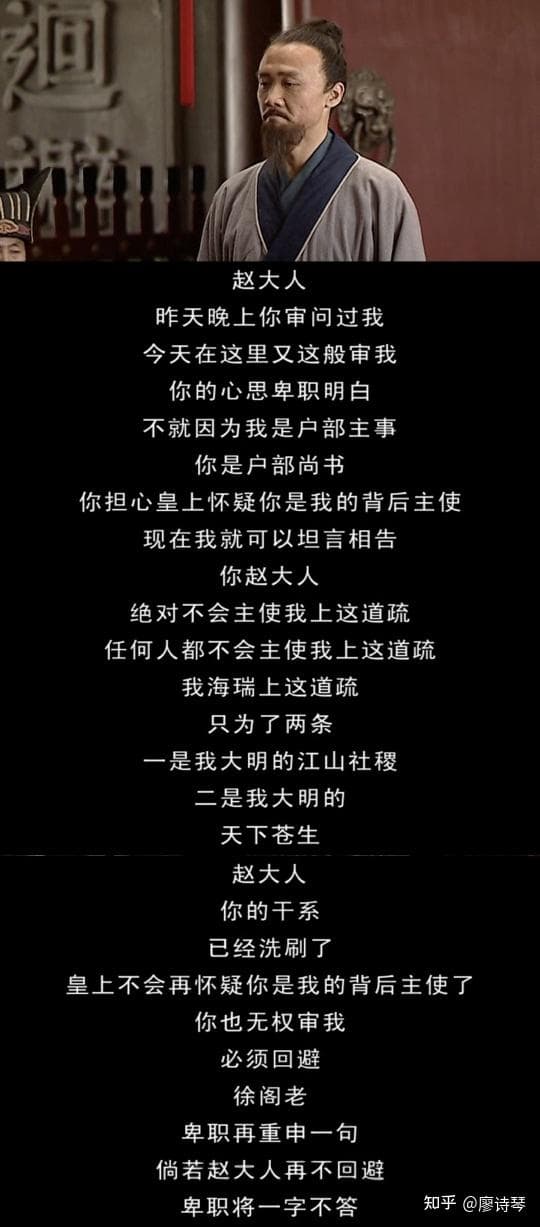 迴
避
赵大人
昨天晚上你审问过我
今天在这里又这般审我
你的心思卑职明白
不就因为我是户部主事
你是户部尚书
你担心皇上怀疑你是我的背后主使
现在我就可以坦言相告
你赵大人
绝对不会主使我上这道疏
任何人都不会主使我上这道疏
我海瑞上这道疏
只为了两条
一是我大明的江山社稷
二是我大明的
天下苍生
赵大人
你的干系
已经洗刷了
皇上不会再怀疑你是我的背后主使了
你也无权审我
必须回避
徐阁老
卑职再重申一句
倘若赵大人再不回避
卑职将一字不答
知乎 @廖诗琴